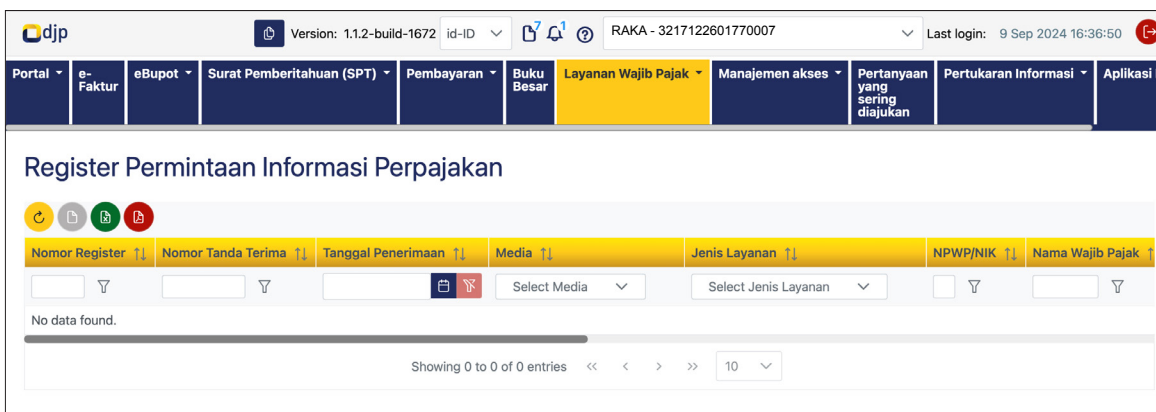 djp
Version: 1.1.2-build-1672
id-ID
7
1
RAKA - 3217122601770007
Last login: 9 Sep 2024 16:36:50
Portal
e-Faktur
eBupot
Surat Pemberitahuan (SPT)
Pembayaran
Buku Besar
Layanan Wajib Pajak
Manajemen akses
Pertanyaan yang sering diajukan
Pertukaran Informasi
Aplikasi
Register Permintaan Informasi Perpajakan
Nomor Register
Nomor Tanda Terima
Tanggal Penerimaan
Media
Jenis Layanan
NPWP/NIK
Nama Wajib Pajak
Select Media
Select Jenis Layanan
No data found.
Showing 0 to 0 of 0 entries
<< < > >>
10